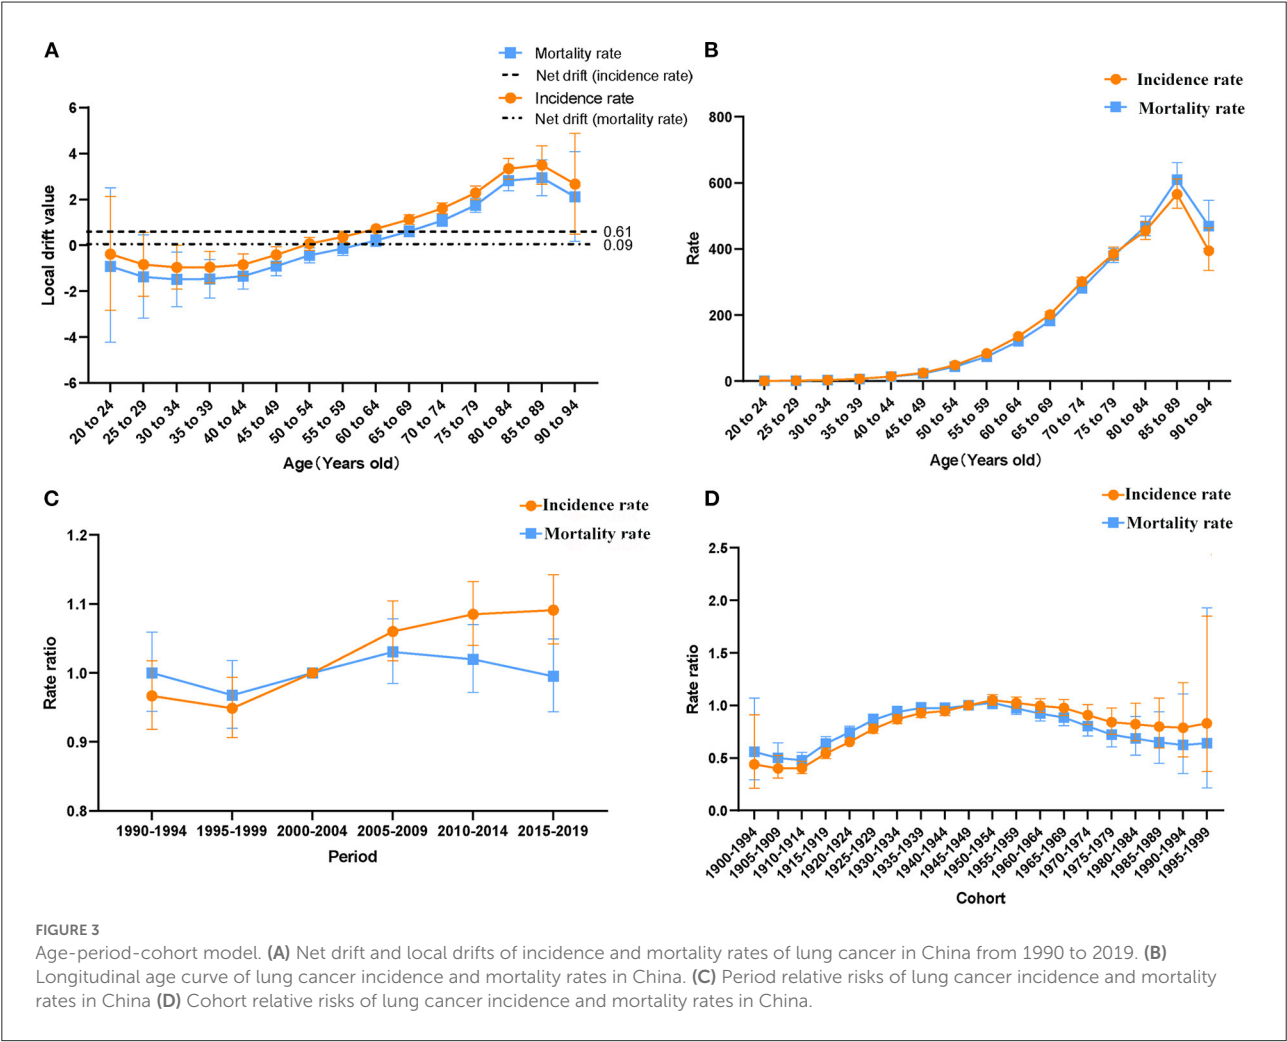 A
Mortality rate
Net drift (incidence rate)
Incidence rate
Net drift (mortality rate)
6
4
2
0
-2
-4
-6
Local drift value
0.61
0.09
20 to 24
25 to 29
30 to 34
35 to 39
40 to 44
45 to 49
50 to 54
55 to 59
60 to 64
65 to 69
70 to 74
75 to 79
80 to 84
85 to 89
90 to 94
Age(Years old)
B
Incidence rate
Mortality rate
800
600
400
200
0
Rate
20 to 24
25 to 29
30 to 34
35 to 39
40 to 44
45 to 49
50 to 54
55 to 59
60 to 64
65 to 69
70 to 74
75 to 79
80 to 84
85 to 89
90 to 94
Age(Years old)
C
Incidence rate
Mortality rate
1.2
1.1
1.0
0.9
0.8
Rate ratio
1990-1994
1995-1999
2000-2004
2005-2009
2010-2014
2015-2019
Period
D
Incidence rate
Mortality rate
2.5
2.0
1.5
1.0
0.5
0.0
Rate ratio
1900-1994
1905-1909
1910-1914
1915-1919
1920-1924
1925-1929
1930-1934
1935-1939
1940-1944
1945-1949
1950-1954
1955-1959
1960-1964
1965-1969
1970-1974
1975-1979
1980-1984
1985-1989
1990-1994
1995-1999
Cohort
FIGURE 3
Age-period-cohort model. (A) Net drift and local drifts of incidence and mortality rates of lung cancer in China from 1990 to 2019. (B)
Longitudinal age curve of lung cancer incidence and mortality rates in China. (C) Period relative risks of lung cancer incidence and mortality
rates in China (D) Cohort relative risks of lung cancer incidence and mortality rates in China.